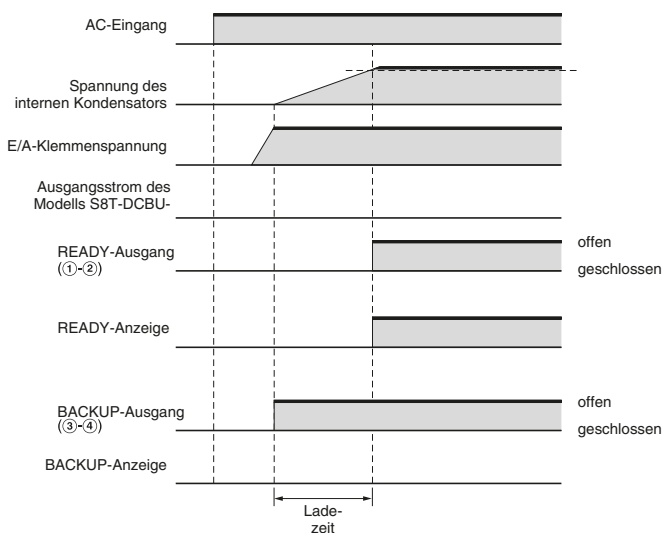 AC-Eingang
Spannung des
internen Kondensators
E/A-Klemmenspannung
Ausgangsstrom des
Modells S8T-DCBU-
READY-Ausgang
(①-②)
offen
geschlossen
READY-Anzeige
BACKUP-Ausgang
(③-④)
offen
geschlossen
BACKUP-Anzeige
Lade-
zeit